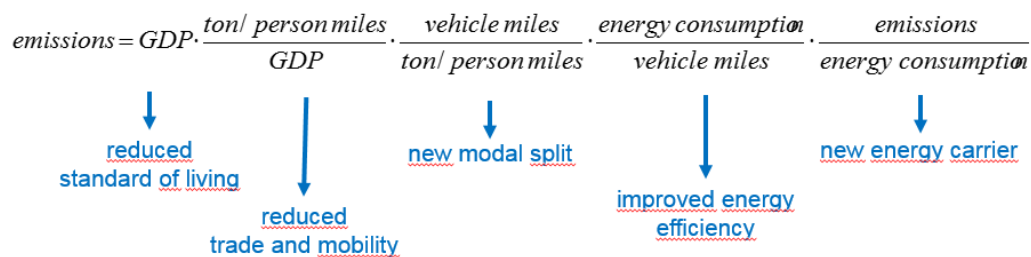 emissions = GDP · ton/ person miles / GDP · vehicle miles / ton/ person miles · energy consumption / vehicle miles · emissions / energy consumption
reduced
standard of living
reduced
trade and mobility
new modal split
improved energy
efficiency
new energy carrier